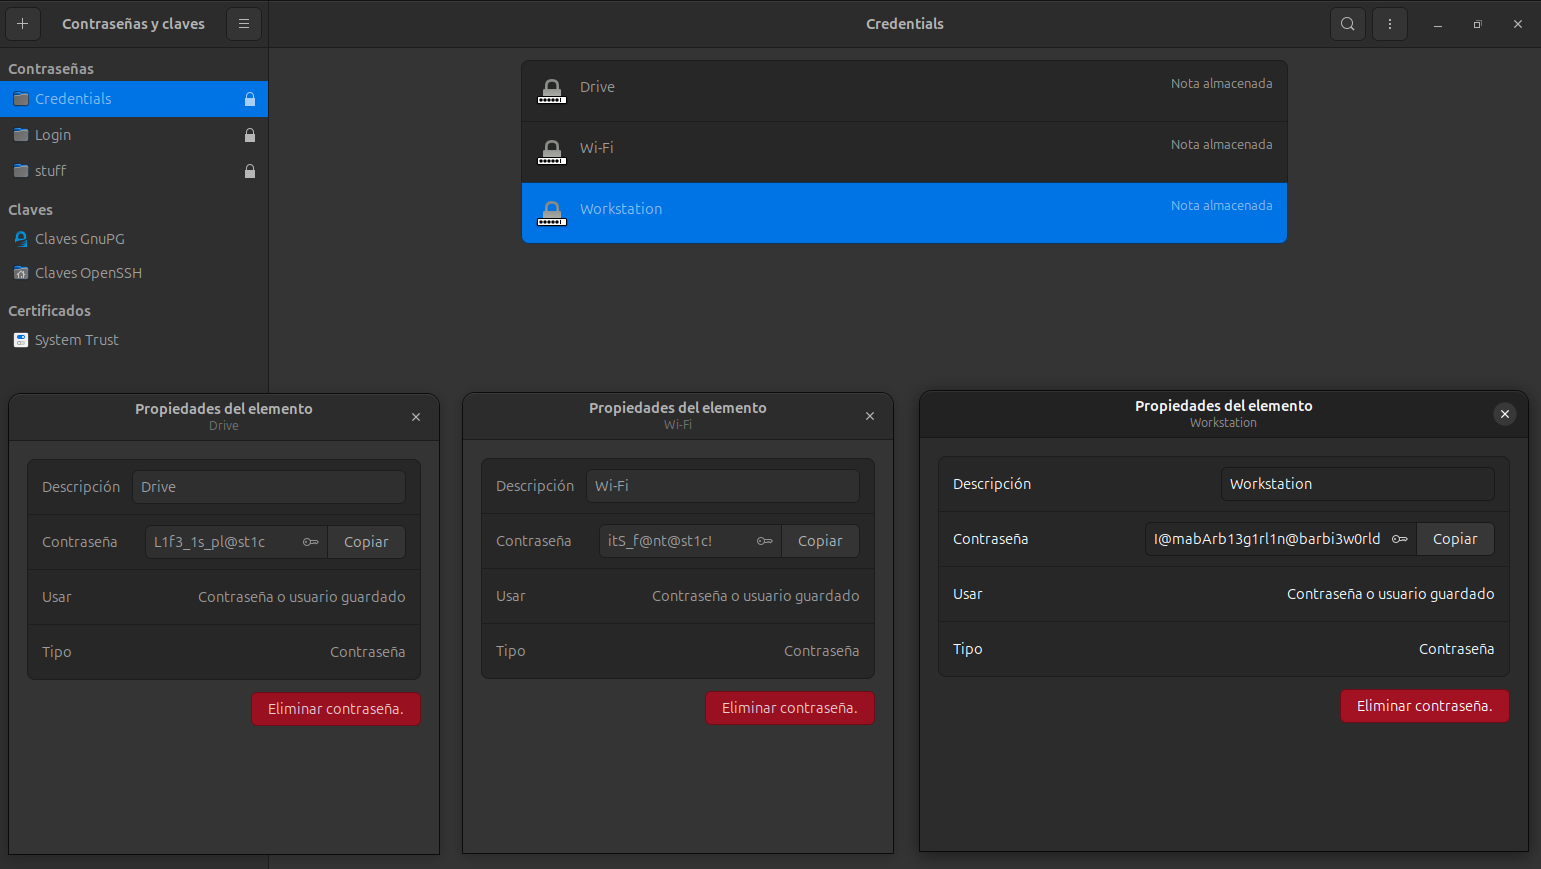 Contraseñas y claves
Credentials
Contraseñas
Credentials
Login
stuff
Claves
Claves GnuPG
Claves OpenSSH
Certificados
System Trust
Drive
Nota almacenada
Wi-Fi
Nota almacenada
Workstation
Nota almacenada
Propiedades del elemento
Drive
Descripción Drive
Contraseña L1f3_1s_pl@st1c Copiar
Usar Contraseña o usuario guardado
Tipo Contraseña
Eliminar contraseña.
Propiedades del elemento
Wi-Fi
Descripción Wi-Fi
Contraseña itS_f@nt@st1c! Copiar
Usar Contraseña o usuario guardado
Tipo Contraseña
Eliminar contraseña.
Propiedades del elemento
Workstation
Descripción Workstation
Contraseña I@mabArb13g1rl1n@barbi3w0rld Copiar
Usar Contraseña o usuario guardado
Tipo Contraseña
Eliminar contraseña.